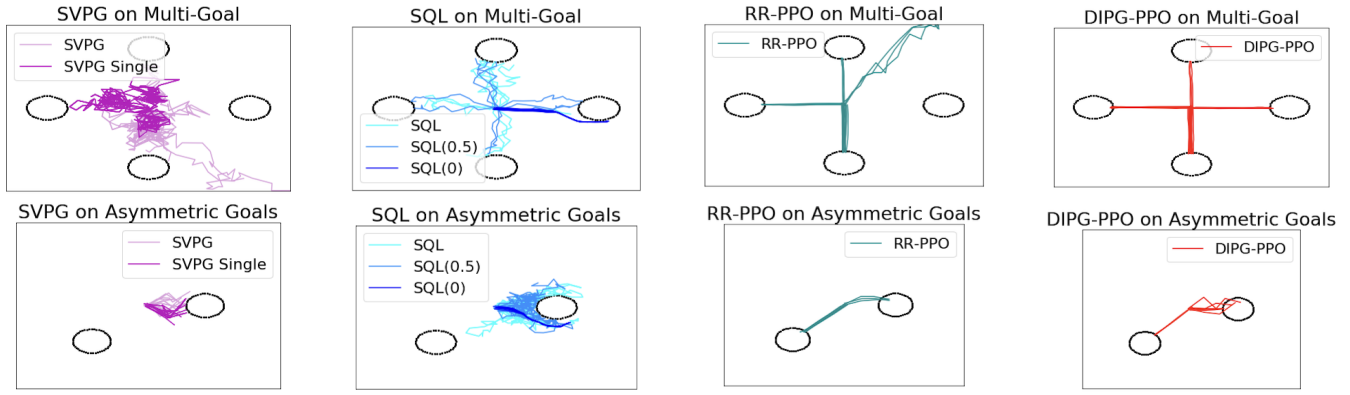 SVPG on Multi-Goal
SVPG
SVPG Single
SQL on Multi-Goal
SQL
SQL(0.5)
SQL(0)
RR-PPO on Multi-Goal
RR-PPO
DIPG-PPO on Multi-Goal
DIPG-PPO
SVPG on Asymmetric Goals
SVPG
SVPG Single
SQL on Asymmetric Goals
SQL
SQL(0.5)
SQL(0)
RR-PPO on Asymmetric Goals
RR-PPO
DIPG-PPO on Asymmetric Goals
DIPG-PPO